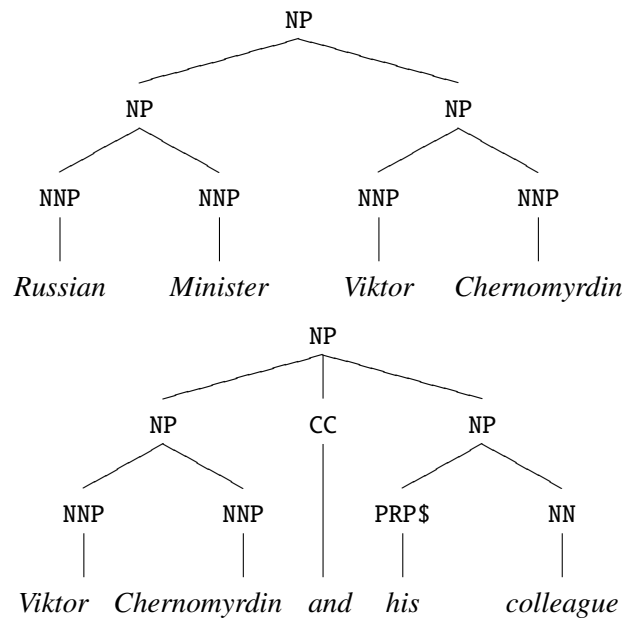 NP
NP NP
NNP NNP NNP NNP
Russian Minister Viktor Chernomyrdin
NP
NP CC NP
NNP NNP PRP$ NN
Viktor Chernomyrdin and his colleague